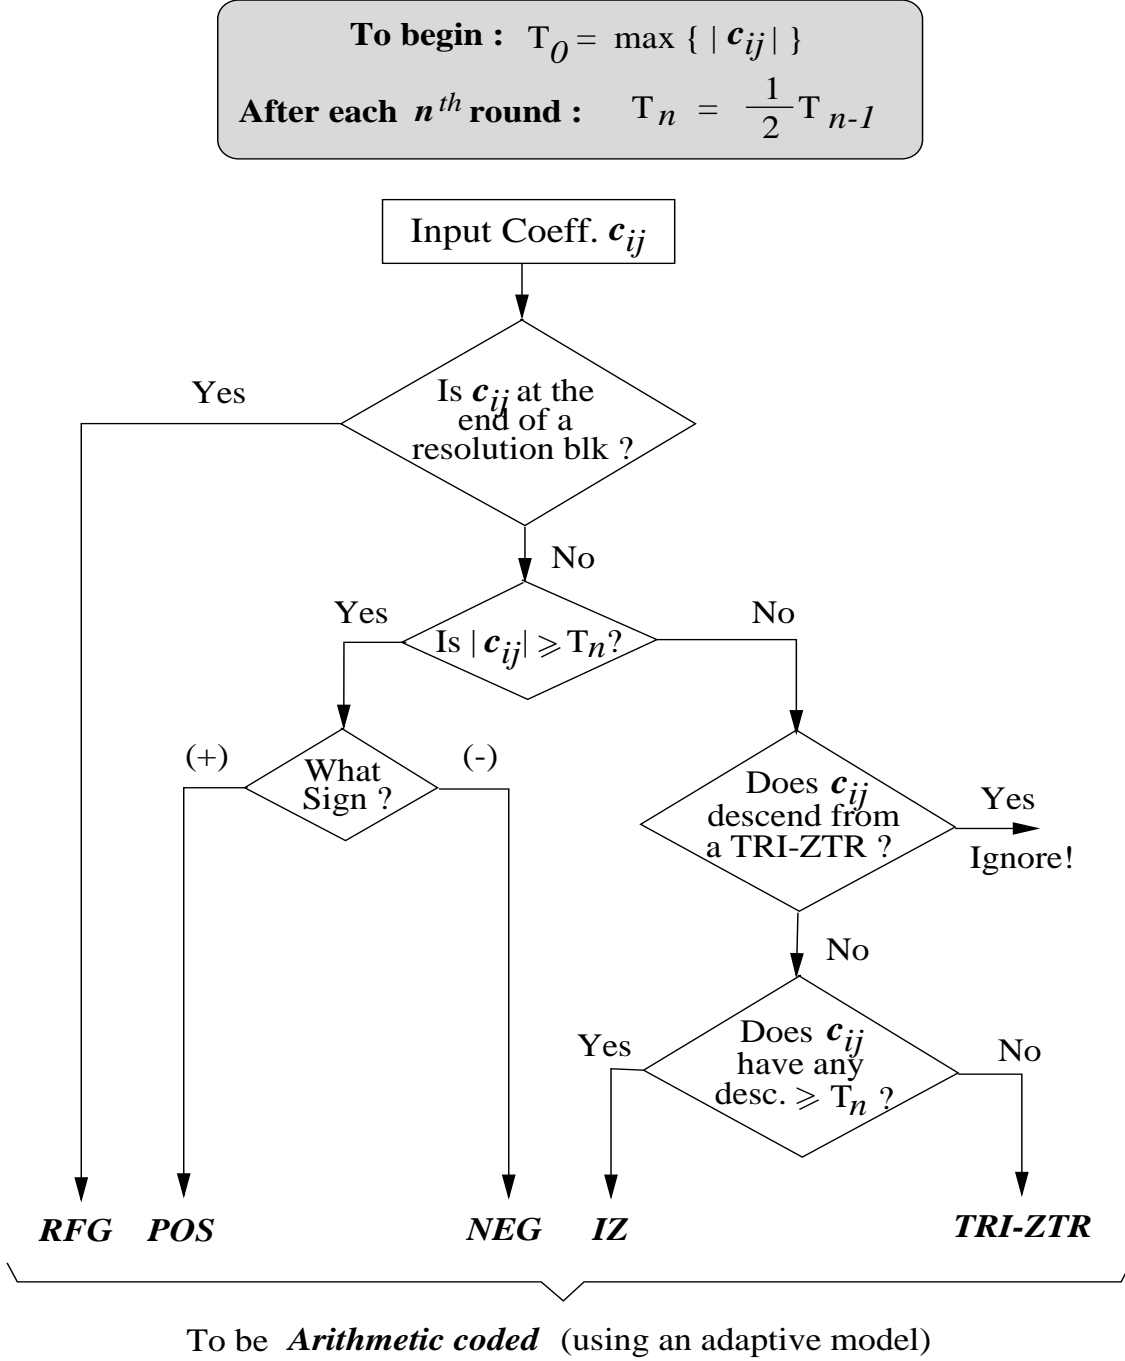 To begin : T0 = max { | cij | }
After each nth round : Tn = 1/2 Tn-1
Input Coeff. cij
Is cij at the
end of a
resolution blk ?
Yes
No
Is | cij| ⩾ Tn?
Yes
No
What
Sign ?
(+)
(-)
Does cij
descend from
a TRI-ZTR ?
Yes
Ignore!
No
Does cij
have any
desc. ⩾ Tn ?
Yes
No
RFG POS NEG IZ TRI-ZTR
To be Arithmetic coded (using an adaptive model)